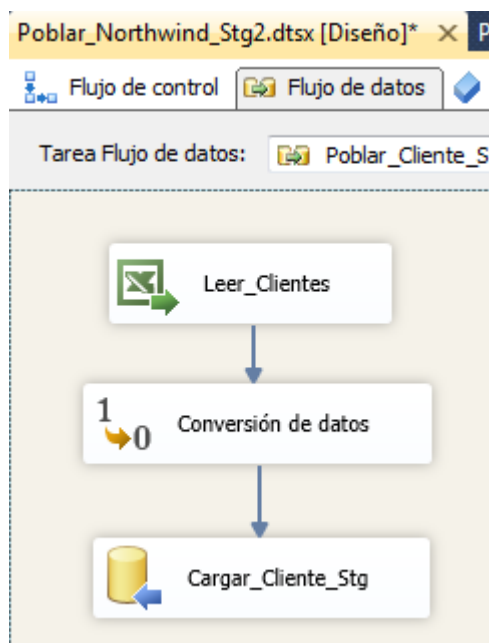 Poblar_Northwind_Stg2.dtsx [Diseño]* P
Flujo de control Flujo de datos
Tarea Flujo de datos: Poblar_Cliente_S
Leer_Clientes
1
0 Conversión de datos
Cargar_Cliente_Stg